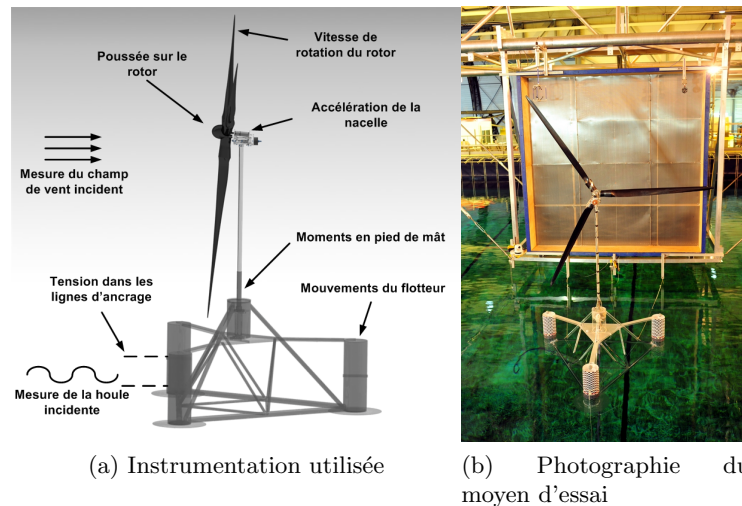 Vitesse de
rotation du rotor
Poussée sur le
rotor
Accélération de la
nacelle
Mesure du champ
de vent incident
Moments en pied de mât
Tension dans les
lignes d'ancrage
Mouvements du flotteur
Mesure de la houle
incidente
(a) Instrumentation utilisée
(b) Photographie du
moyen d'essai